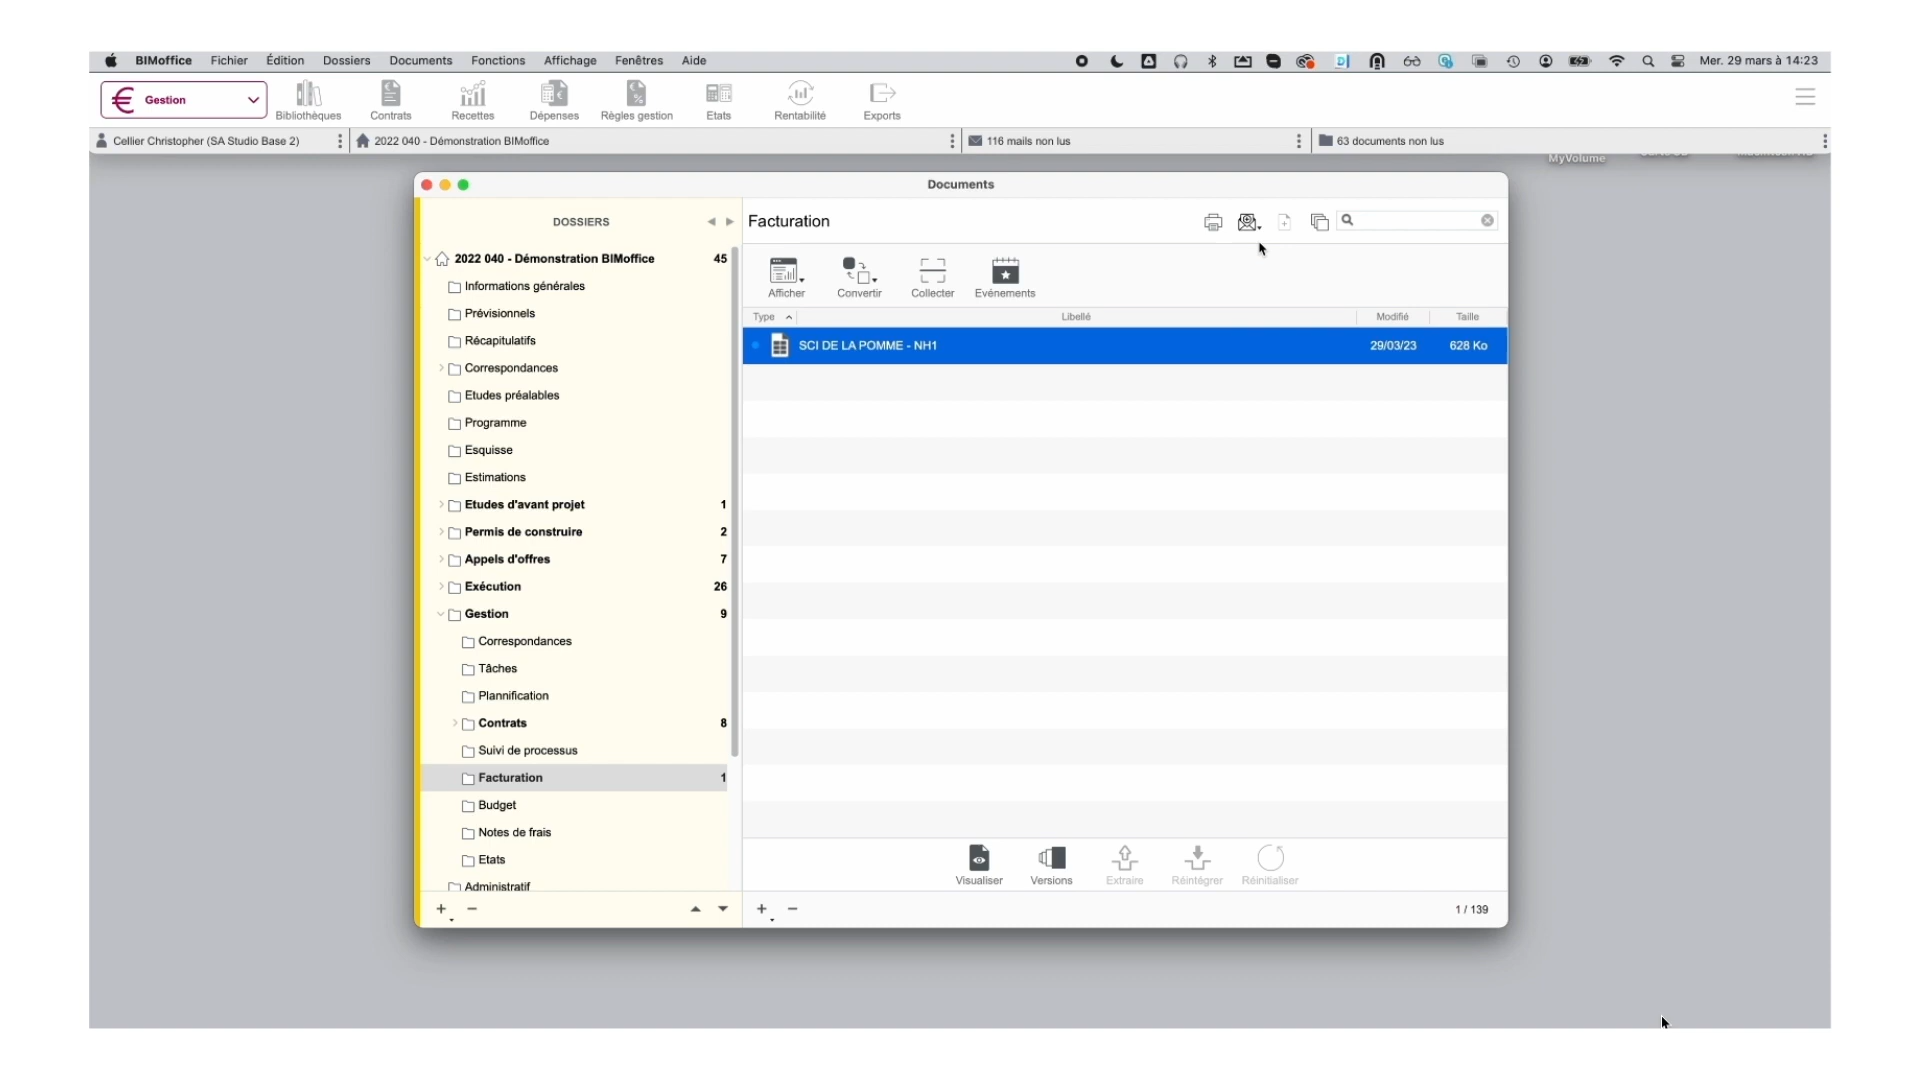 BIMoffice Fichier Édition Dossiers Documents Fonctions Affichage Fenêtres Aide Mer. 29 mars à 14:23
Gestion
Bibliothèques Contrats Recettes Dépenses Règles gestion Etats Rentabilité Exports
Cellier Christopher (SA Studio Base 2) 2022 040 - Démonstration BIMoffice 116 mails non lus 63 documents non lus
MyVolume
Documents
DOSSIERS
Facturation
2022 040 - Démonstration BIMoffice 45
Informations générales
Prévisionnels
Récapitulatifs
Correspondances
Etudes préalables
Programme
Esquisse
Estimations
Etudes d'avant projet 1
Permis de construire 2
Appels d'offres 7
Exécution 26
Gestion 9
Correspondances
Tâches
Plannification
Contrats 8
Suivi de processus
Facturation 1
Budget
Notes de frais
Etats
Administratif
Afficher Convertir Collecter Evénements
Type Libellé Modifié Taille
SCI DE LA POMME - NH1 29/03/23 628 Ko
Visualiser Versions Extraire Réintégrer Réinitialiser
1 / 139